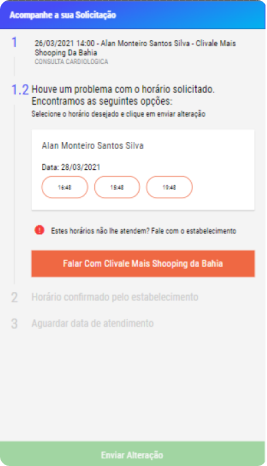 Acompanhe a sua Solicitação
1
26/03/2021 14:00 - Alan Monteiro Santos Silva - Clivale Mais
Shooping Da Bahia
CONSULTA CARDIOLOGICA
1.2 Houve um problema com o horário solicitado.
Encontramos as seguintes opções:
Selecione o horário desejado e clique em enviar alteração
Alan Monteiro Santos Silva
Data: 28/03/2021
16:48 18:48 19:48
Estes horários não lhe atendem? Fale com o estabelecimento
Falar Com Clivale Mais Shooping da Bahia
2 Horário confirmado pelo estabelecimento
3 Aguardar data de atendimento
Enviar Alteração